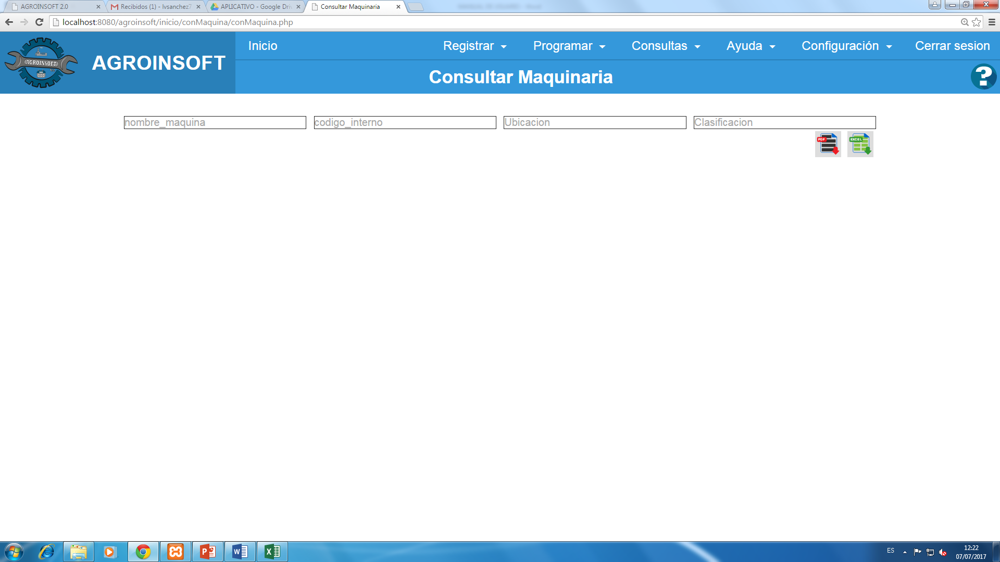 AGROINSOFT 2.0
Recibidos (1) - lvsanchez7
APLICATIVO - Google Dri
Consultar Maquinaria
localhost:8080/agroinsoft/inicio/conMaquina/conMaquina.php
AGROINSOFT
AGROINSOFT
Inicio
Registrar
Programar
Consultas
Ayuda
Configuración
Cerrar sesion
Consultar Maquinaria
nombre_maquina
codigo_interno
Ubicacion
Clasificacion
PDF
EXCEL
ES
12:22
07/07/2017